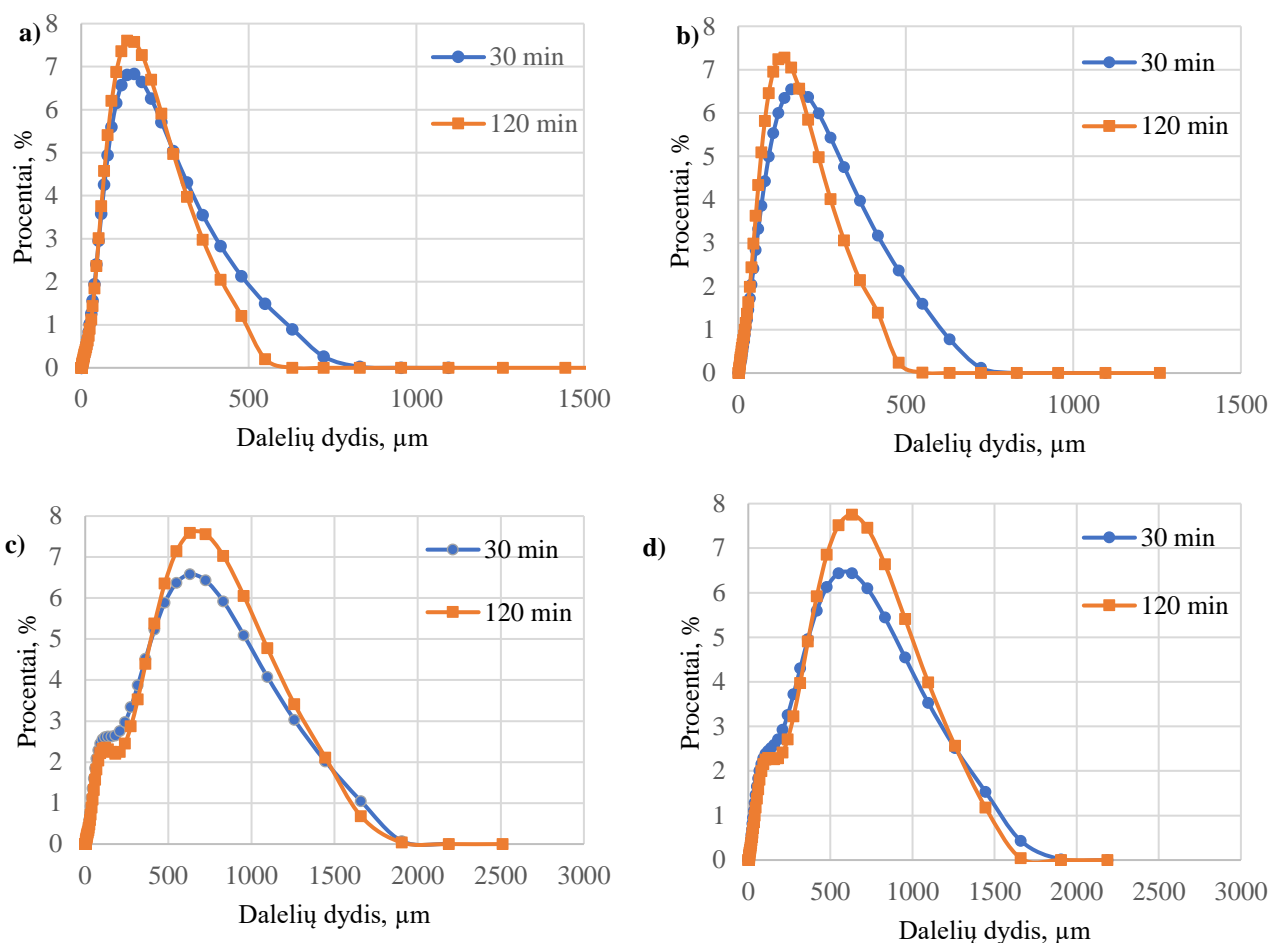 a)
Procentai, %
8
7
6
5
4
3
2
1
0
0 500 1000 1500
Dalelių dydis, µm
30 min
120 min
b)
Procentai, %
8
7
6
5
4
3
2
1
0
0 500 1000 1500
Dalelių dydis, µm
30 min
120 min
c)
Procentai, %
8
7
6
5
4
3
2
1
0
0 500 1000 1500 2000 2500 3000
Dalelių dydis, µm
30 min
120 min
d)
Procentai, %
8
7
6
5
4
3
2
1
0
0 500 1000 1500 2000 2500 3000
Dalelių dydis, µm
30 min
120 min